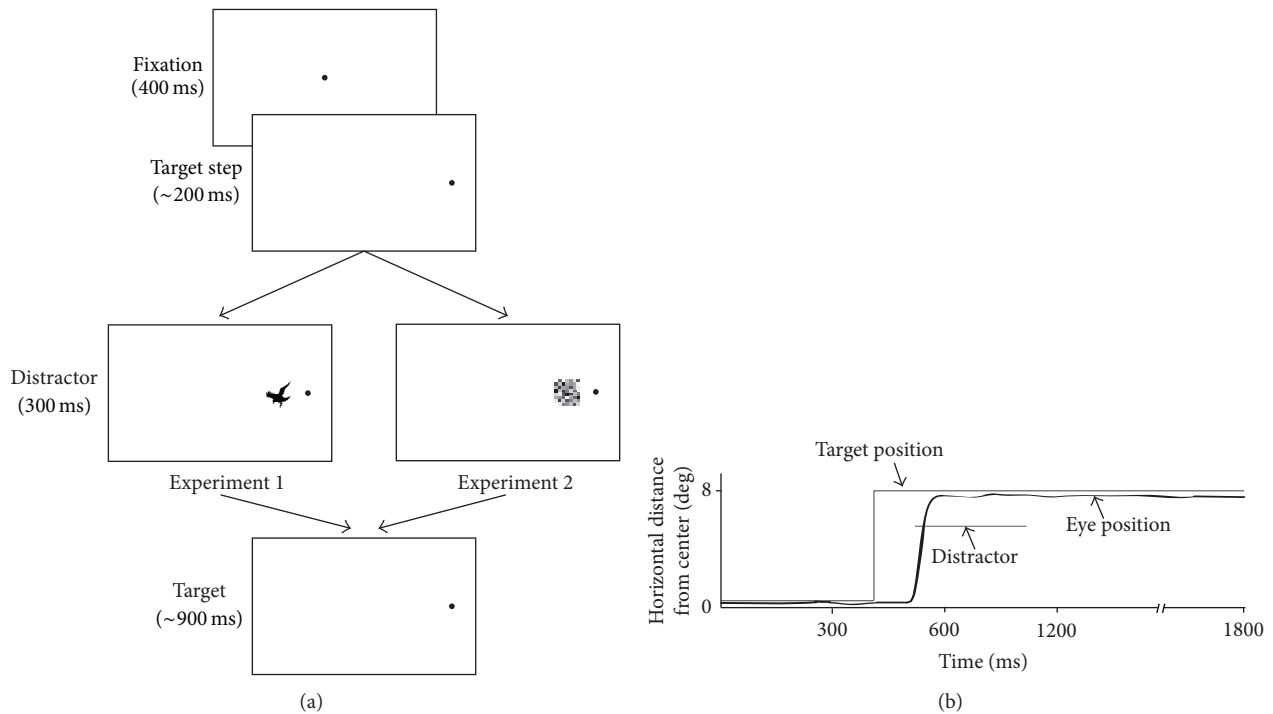 Fixation
(400 ms)
Target step
(~200 ms)
Distractor
(300 ms)
Experiment 1
Experiment 2
Target
(~900 ms)
(a)
Horizontal distance
from center (deg)
8
0
Target position
Eye position
Distractor
300
600
1200
1800
Time (ms)
(b)